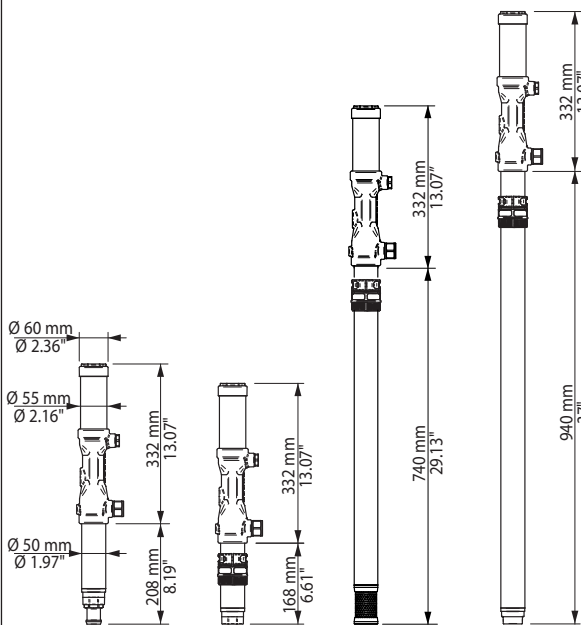 332 mm
332 mm
13.07"
Ø 60 mm
Ø 2.36"
Ø 55 mm
Ø 2.16"
332 mm
13.07"
332 mm
13.07"
740 mm
29.13"
940 mm
Ø 50 mm
Ø 1.97"
208 mm
8.19"
168 mm
6.61"